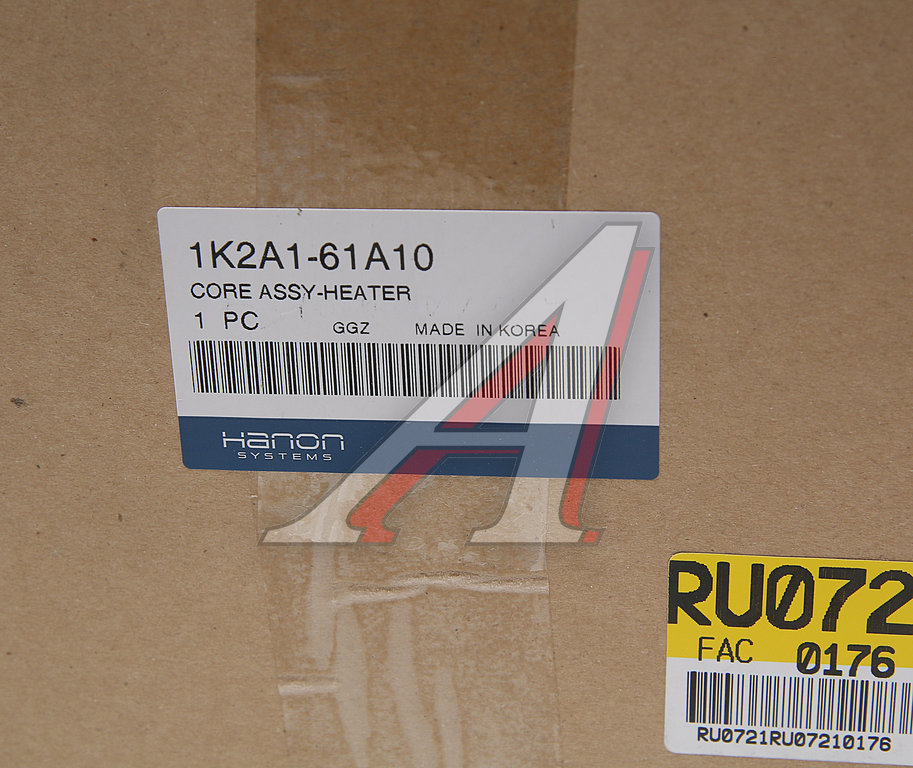 1K2A1-61A10
CORE ASSY-HEATER
1 PC GGZ MADE IN KOREA
Hanon
SYSTEMS
RU072
FAC 0176
RU0721RU07210176